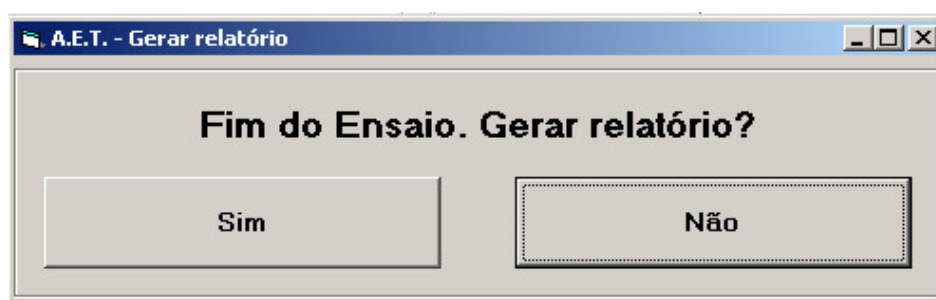 A.E.T. - Gerar relatório
Fim do Ensaio. Gerar relatório?
Sim
Não